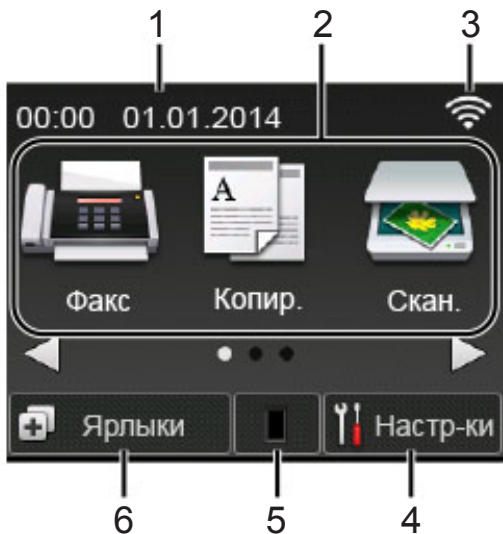 1 2 3
00:00 01.01.2014
A
Факс Копир. Скан.
Ярлыки Настр-ки
6 5 4